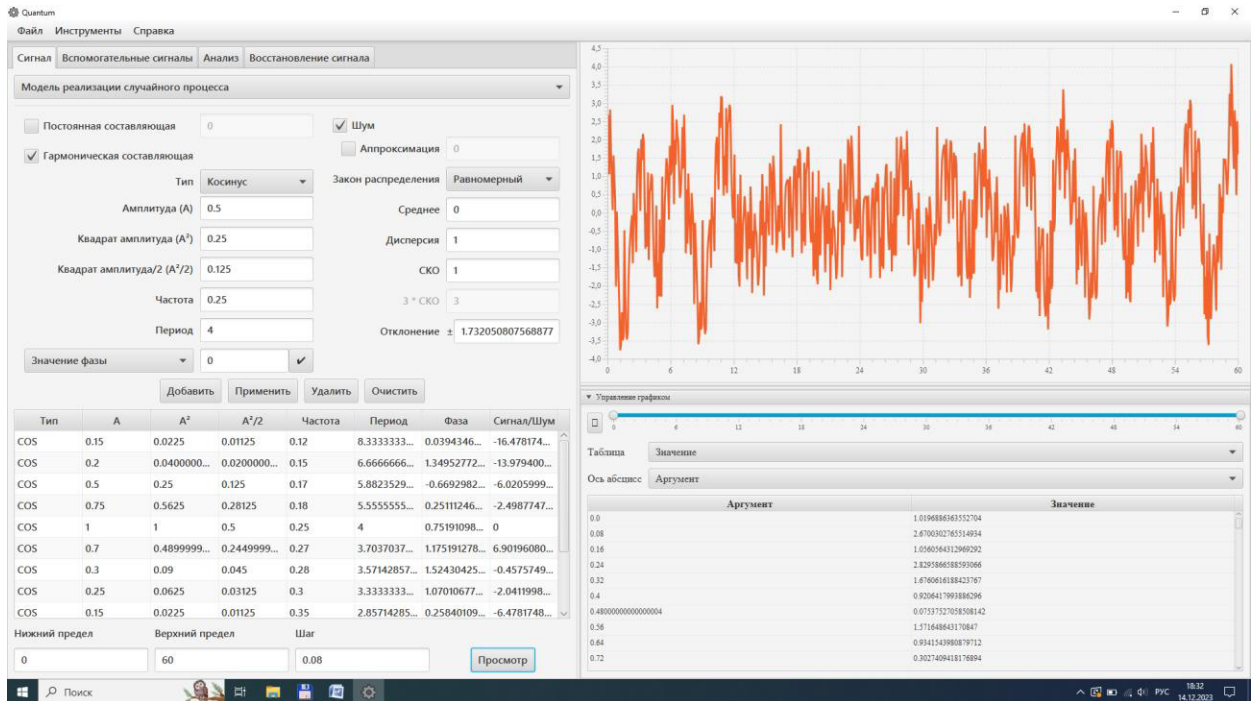 Quantum
Файл Инструменты Справка
Сигнал Вспомогательные сигналы Анализ Восстановление сигнала
Модель реализации случайного процесса
Постоянная составляющая 0
Шум
Аппроксимация 0
Гармоническая составляющая
Тип Косинус
Закон распределения Равномерный
Амплитуда (A) 0.5
Среднее 0
Квадрат амплитуда (A²) 0.25
Дисперсия 1
Квадрат амплитуда/2 (A²/2) 0.125
СКО 1
Частота 0.25
3 * СКО 3
Период 4
Отклонение ± 1.732050807568877
Значение фазы 0
Добавить Применить Удалить Очистить
Тип A A² A²/2 Частота Период Фаза Сигнал/Шум
COS 0.15 0.0225 0.01125 0.12 8.3333333... 0.0394346... -16.478174...
COS 0.2 0.0400000... 0.0200000... 0.15 6.6666666... 1.34952772... -13.979400...
COS 0.5 0.25 0.125 0.17 5.8823529... -0.6692982... -6.0205999...
COS 0.75 0.5625 0.28125 0.18 5.5555555... 0.25111246... -2.4987747...
COS 1 1 0.5 0.25 4 0.75191098... 0
COS 0.7 0.4899999... 0.2449999... 0.27 3.7037037... 1.175191278... 6.90196080...
COS 0.3 0.09 0.045 0.28 3.57142857... 1.52430425... -0.4575749...
COS 0.25 0.0625 0.03125 0.3 3.3333333... 1.07010677... -2.0411998...
COS 0.15 0.0225 0.01125 0.35 2.85714285... 0.25840109... -6.4781748...
Нижний предел Верхний предел Шаг
0 60 0.08 Просмотр
4,5
4,0
3,5
3,0
2,5
2,0
1,5
1,0
0,5
0,0
-0,5
-1,0
-1,5
-2,0
-2,5
-3,0
-3,5
-4,0
0 6 12 18 24 30 36 42 48 54 60
Управление графиком
0 6 12 18 24 30 36 42 48 54 60
Таблица Значение
Ось абсцисс Аргумент
Аргумент Значение
0.0 1.0196886363552704
0.08 2.6700302765514934
0.16 1.0560564312969292
0.24 2.8295866588593066
0.32 1.6760616188423767
0.4 0.9206417993886296
0.48000000000000004 0.07537527058508142
0.56 1.571648643170847
0.64 0.9341543980879712
0.72 0.3027409418176894
Поиск
РУС
18:32
14.12.2023